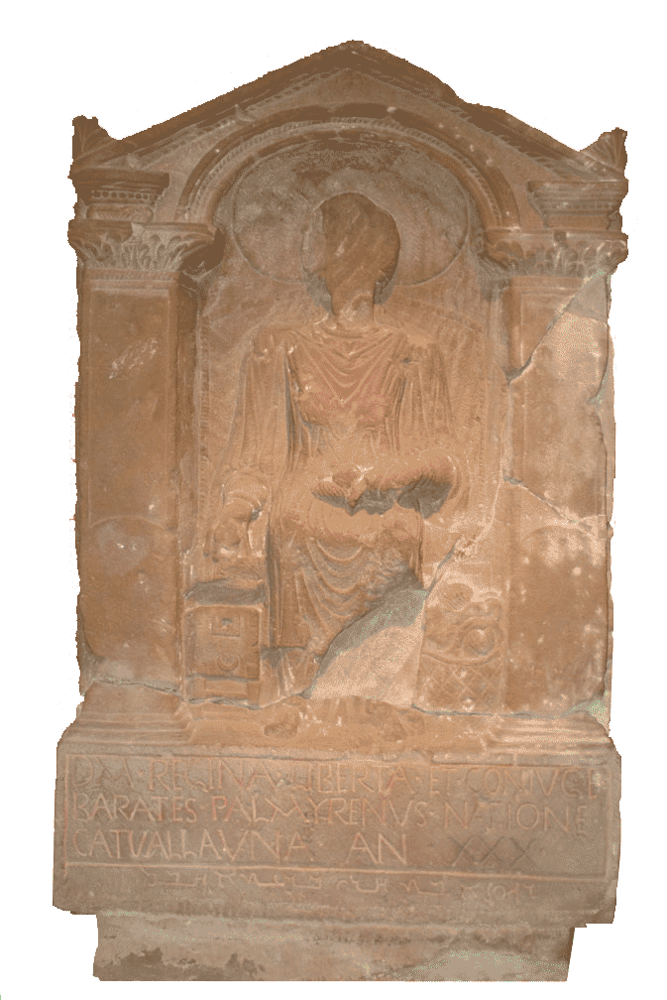 D·M·REGINA·LIBERTA·ET·CONIVGE
BARATES·PALMYRENVS·NATIONE
CATVALLAVNA·AN·XXX